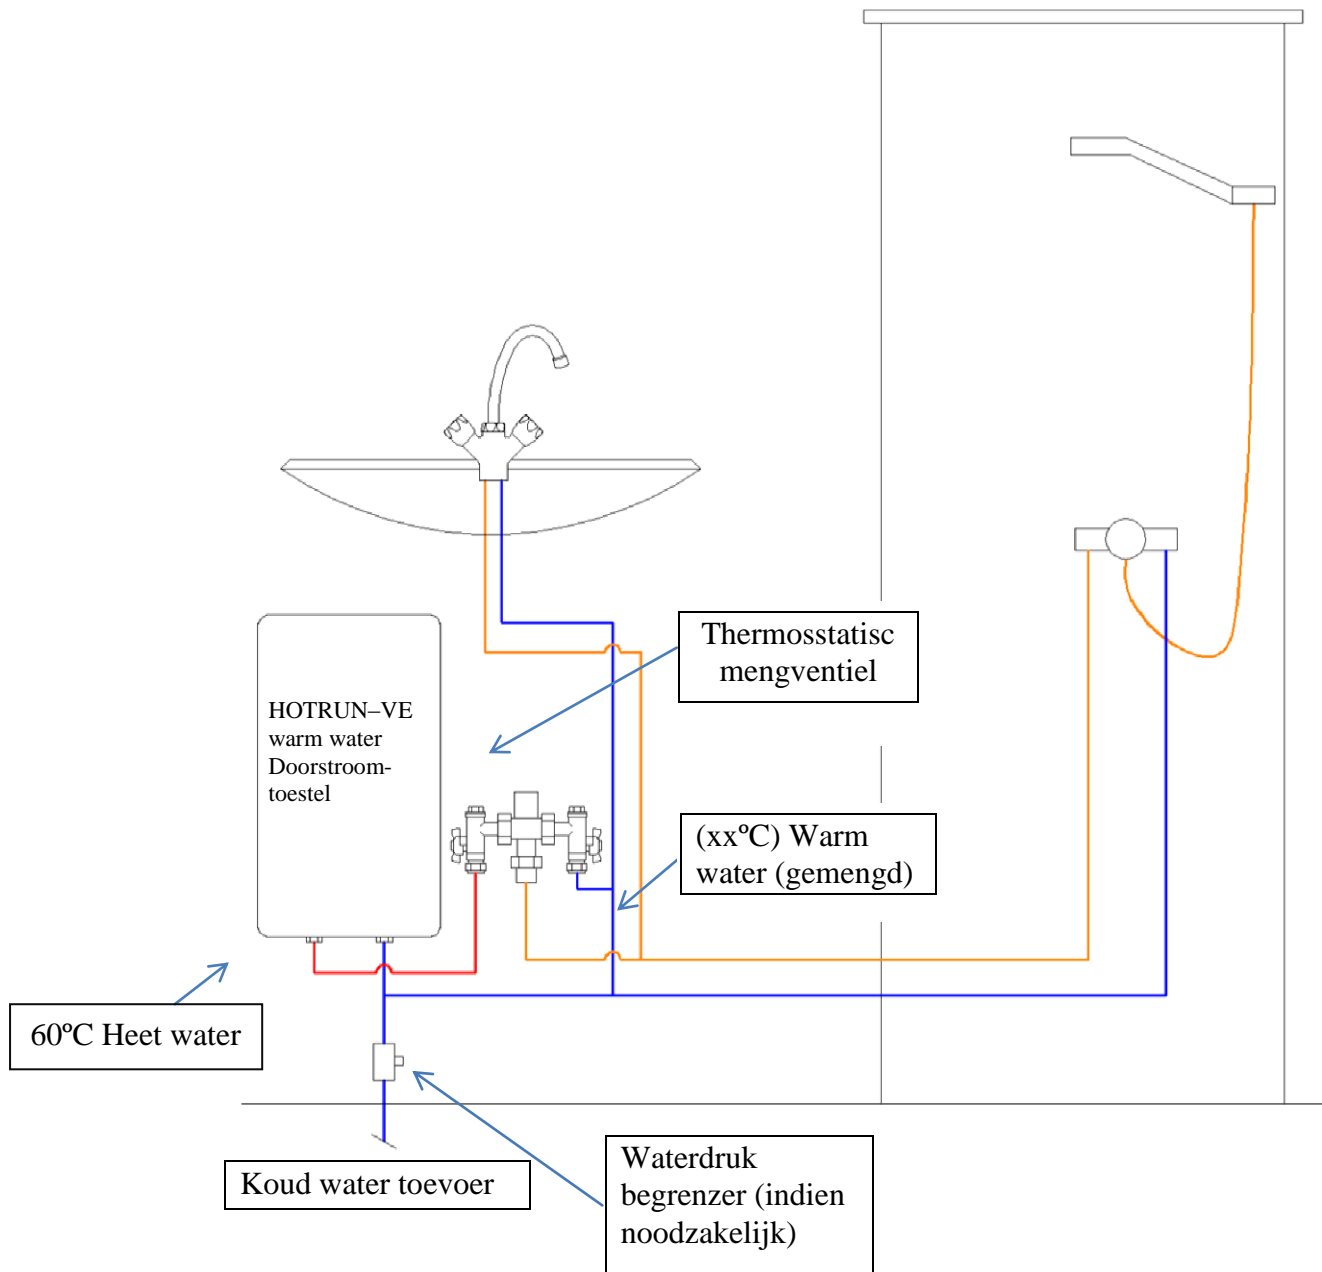 Thermosstatisc
mengventiel
HOTRUN–VE
warm water
Doorstroom-
toestel
(xxºC) Warm
water (gemengd)
60ºC Heet water
Koud water toevoer
Waterdruk
begrenzer (indien
noodzakelijk)